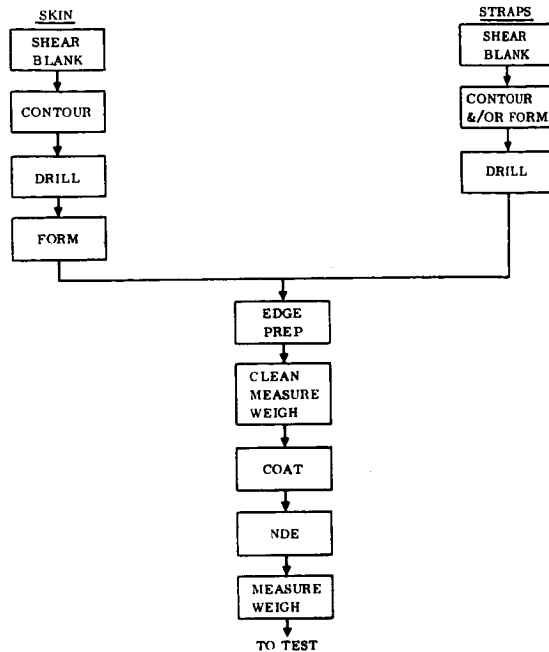 SKIN
SHEAR
BLANK
CONTOUR
DRILL
FORM
STRAPS
SHEAR
BLANK
CONTOUR
&/OR FORM
DRILL
EDGE
PREP
CLEAN
MEASURE
WEIGH
COAT
NDE
MEASURE
WEIGH
TO TEST